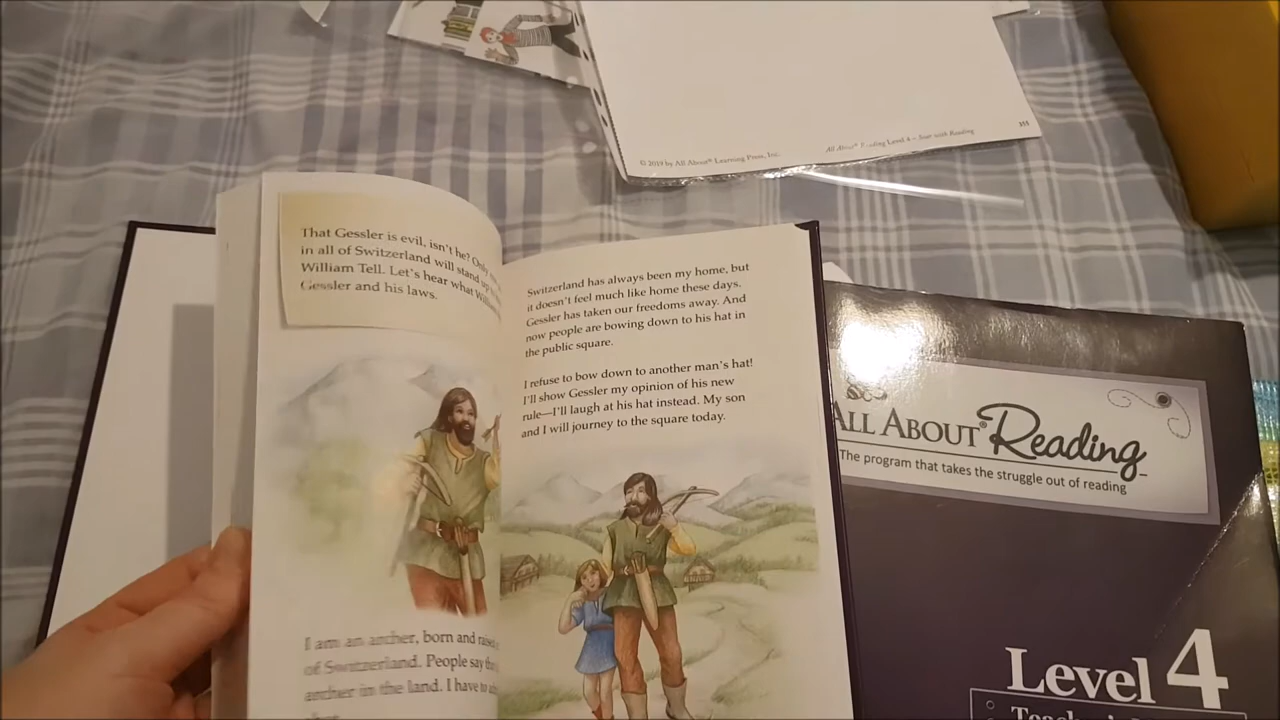 © 2019 by All About® Learning Press, Inc.
All About® Reading Level 4 – Soar with Reading
That Gessler is evil, isn't he? Only
in all of Switzerland will stand up
William Tell. Let's hear what
Gessler and his laws.
I am an archer, born and raised
of Switzerland. People say
archer in the land. I have to
Switzerland has always been my home, but
it doesn't feel much like home these days.
Gessler has taken our freedoms away. And
now people are bowing down to his hat in
the public square.
I refuse to bow down to another man's hat!
I'll show Gessler my opinion of his new
rule—I'll laugh at his hat instead. My son
and I will journey to the square today.
ALL ABOUT® Reading
The program that takes the struggle out of reading
Level 4